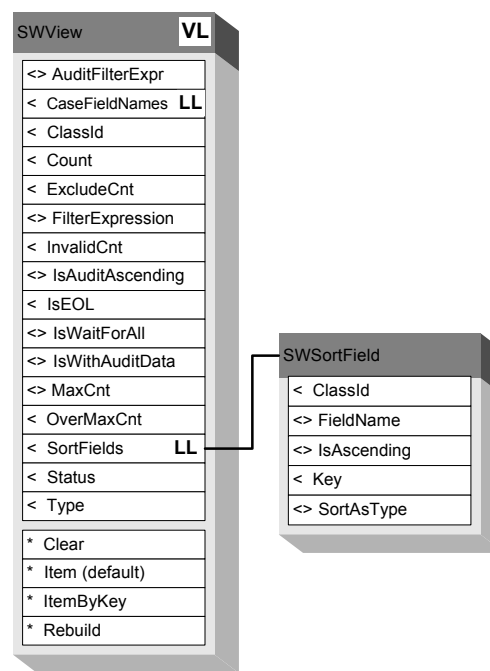 SWView VL
<> AuditFilterExpr
< CaseFieldNames LL
< ClassId
< Count
< ExcludeCnt
<> FilterExpression
< InvalidCnt
<> IsAuditAscending
< IsEOL
<> IsWaitForAll
<> IsWithAuditData
<> MaxCnt
< OverMaxCnt
< SortFields LL
< Status
< Type
* Clear
* Item (default)
* ItemByKey
* Rebuild
SWSortField
< ClassId
<> FieldName
<> IsAscending
< Key
<> SortAsType